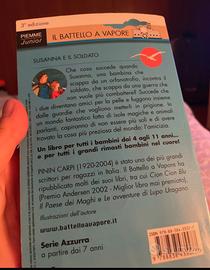 3ª edizione
PIEMME
Junior
IL BATTELLO A VAPORE
SUSANNA E IL SOLDATO
Che cosa succede quando
Susanna, una bambina che
scappa da un orfanotrofio, incontra il
soldato, che scappa da una guerra che
non vuole più combattere? Succede che
i due diventano amici per la pelle e fuggono insieme
dalle guardie che vogliono metterli in prigione. In
un mondo fantastico fatto di isole magiche e animali
parlanti, capiranno di non essere più soli e di avere
trovato la cosa più preziosa del mondo: l'amicizia.
Un libro per tutti i bambini dai 4 agli 11 anni...
e per tutti i grandi rimasti bambini nel cuore!
PININ CARPI (1920-2004) è stato uno dei più grandi
scrittori per ragazzi in Italia. Il Battello a Vapore ha
ripubblicato molti dei suoi libri, tra cui Cion Cion Blu
(Premio Andersen 2002 - Miglior libro mai premiato),
Il Paese dei Maghi e Le avventure di Lupo Uragano.
Illustrazioni dell'autore
www.battelloavapore.it
Serie Azzurra
a partire dai 7 anni